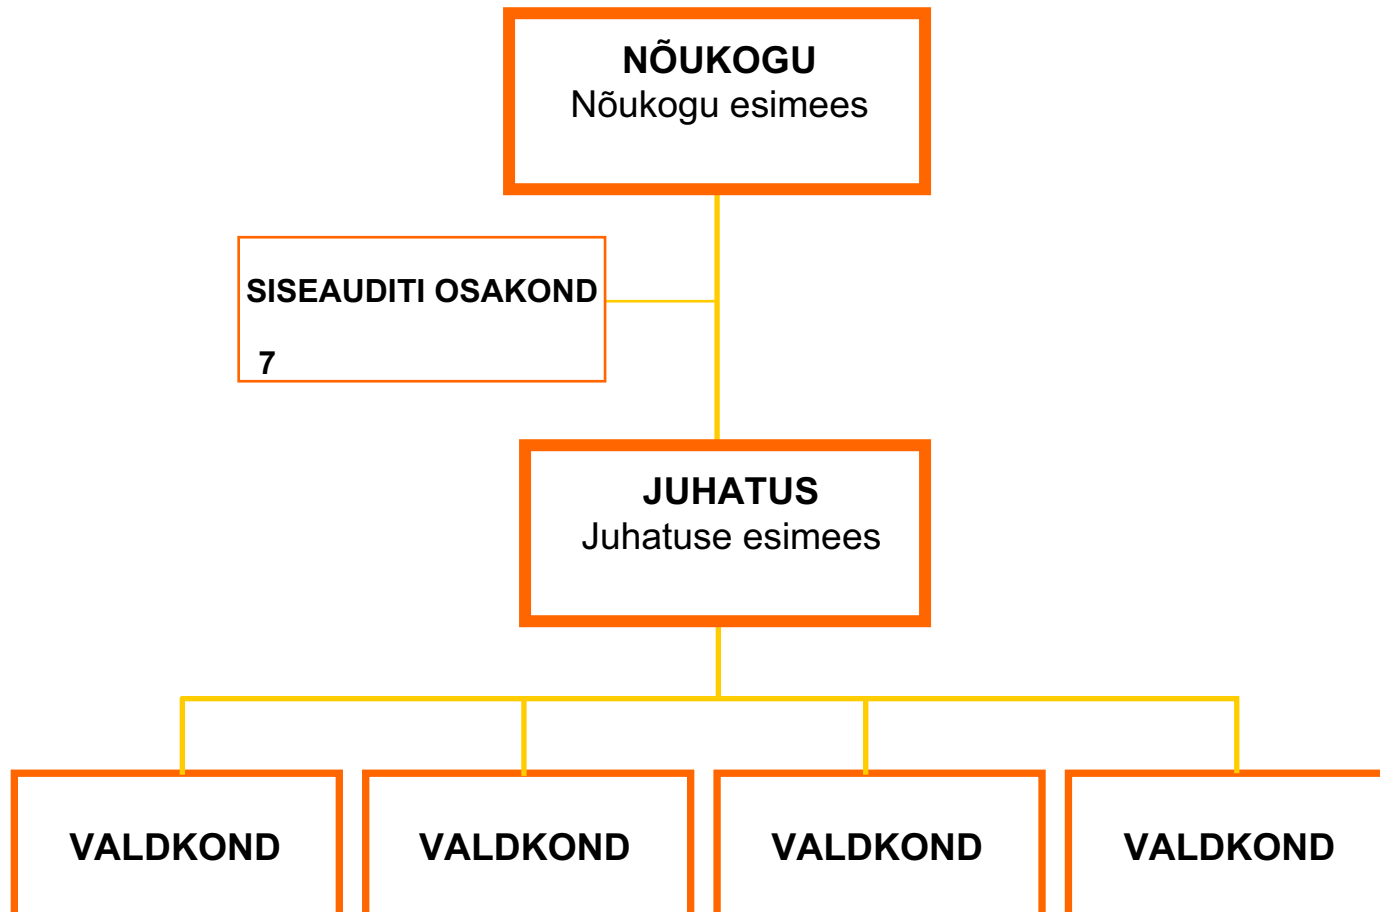 NÕUKOGU
Nõukogu esimees
SISEAUDITI OSAKOND
7
JUHATUS
Juhatuse esimees
VALDKOND
VALDKOND
VALDKOND
VALDKOND